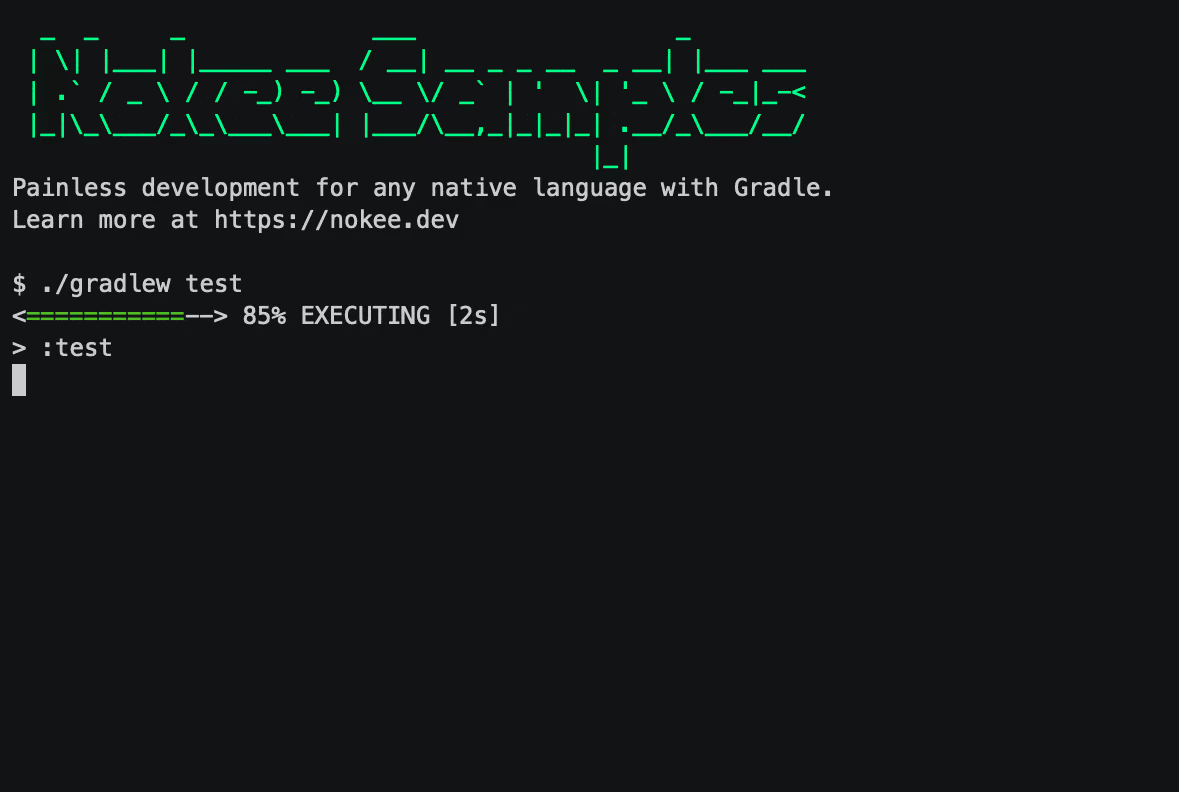 Nokee Samples
Painless development for any native language with Gradle.
Learn more at https://nokee.dev
$ ./gradlew test
<===========--> 85% EXECUTING [2s]
> :test